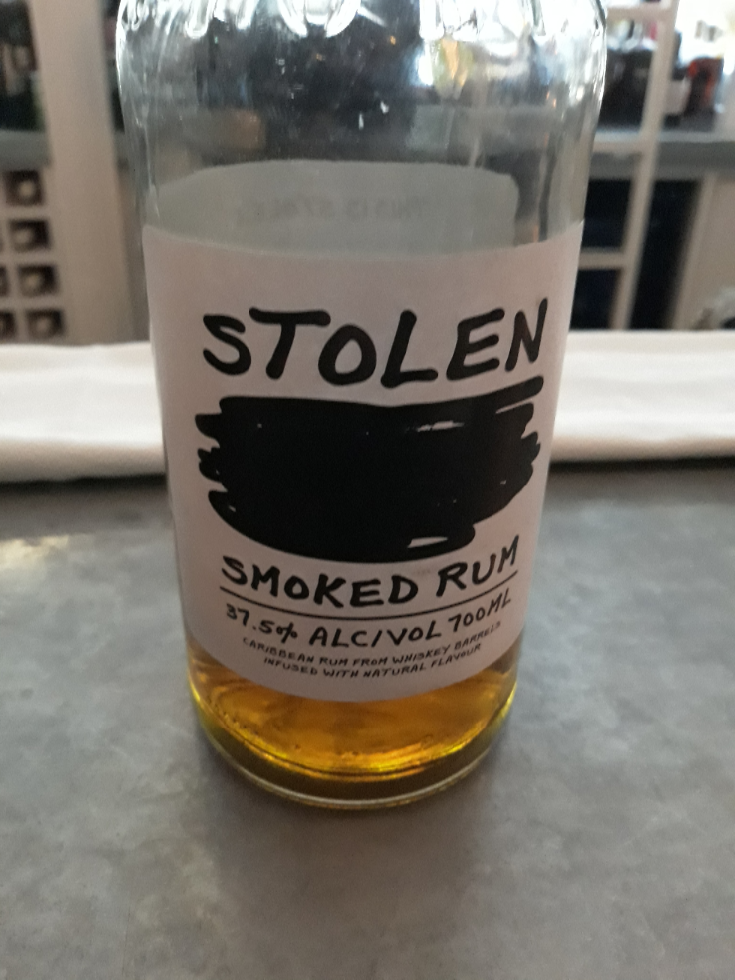 STOLEN
SMOKED RUM
37.5% ALC/VOL 700ML
CARIBBEAN RUM FROM WHISKEY BARRELS
INFUSED WITH NATURAL FLAVOUR